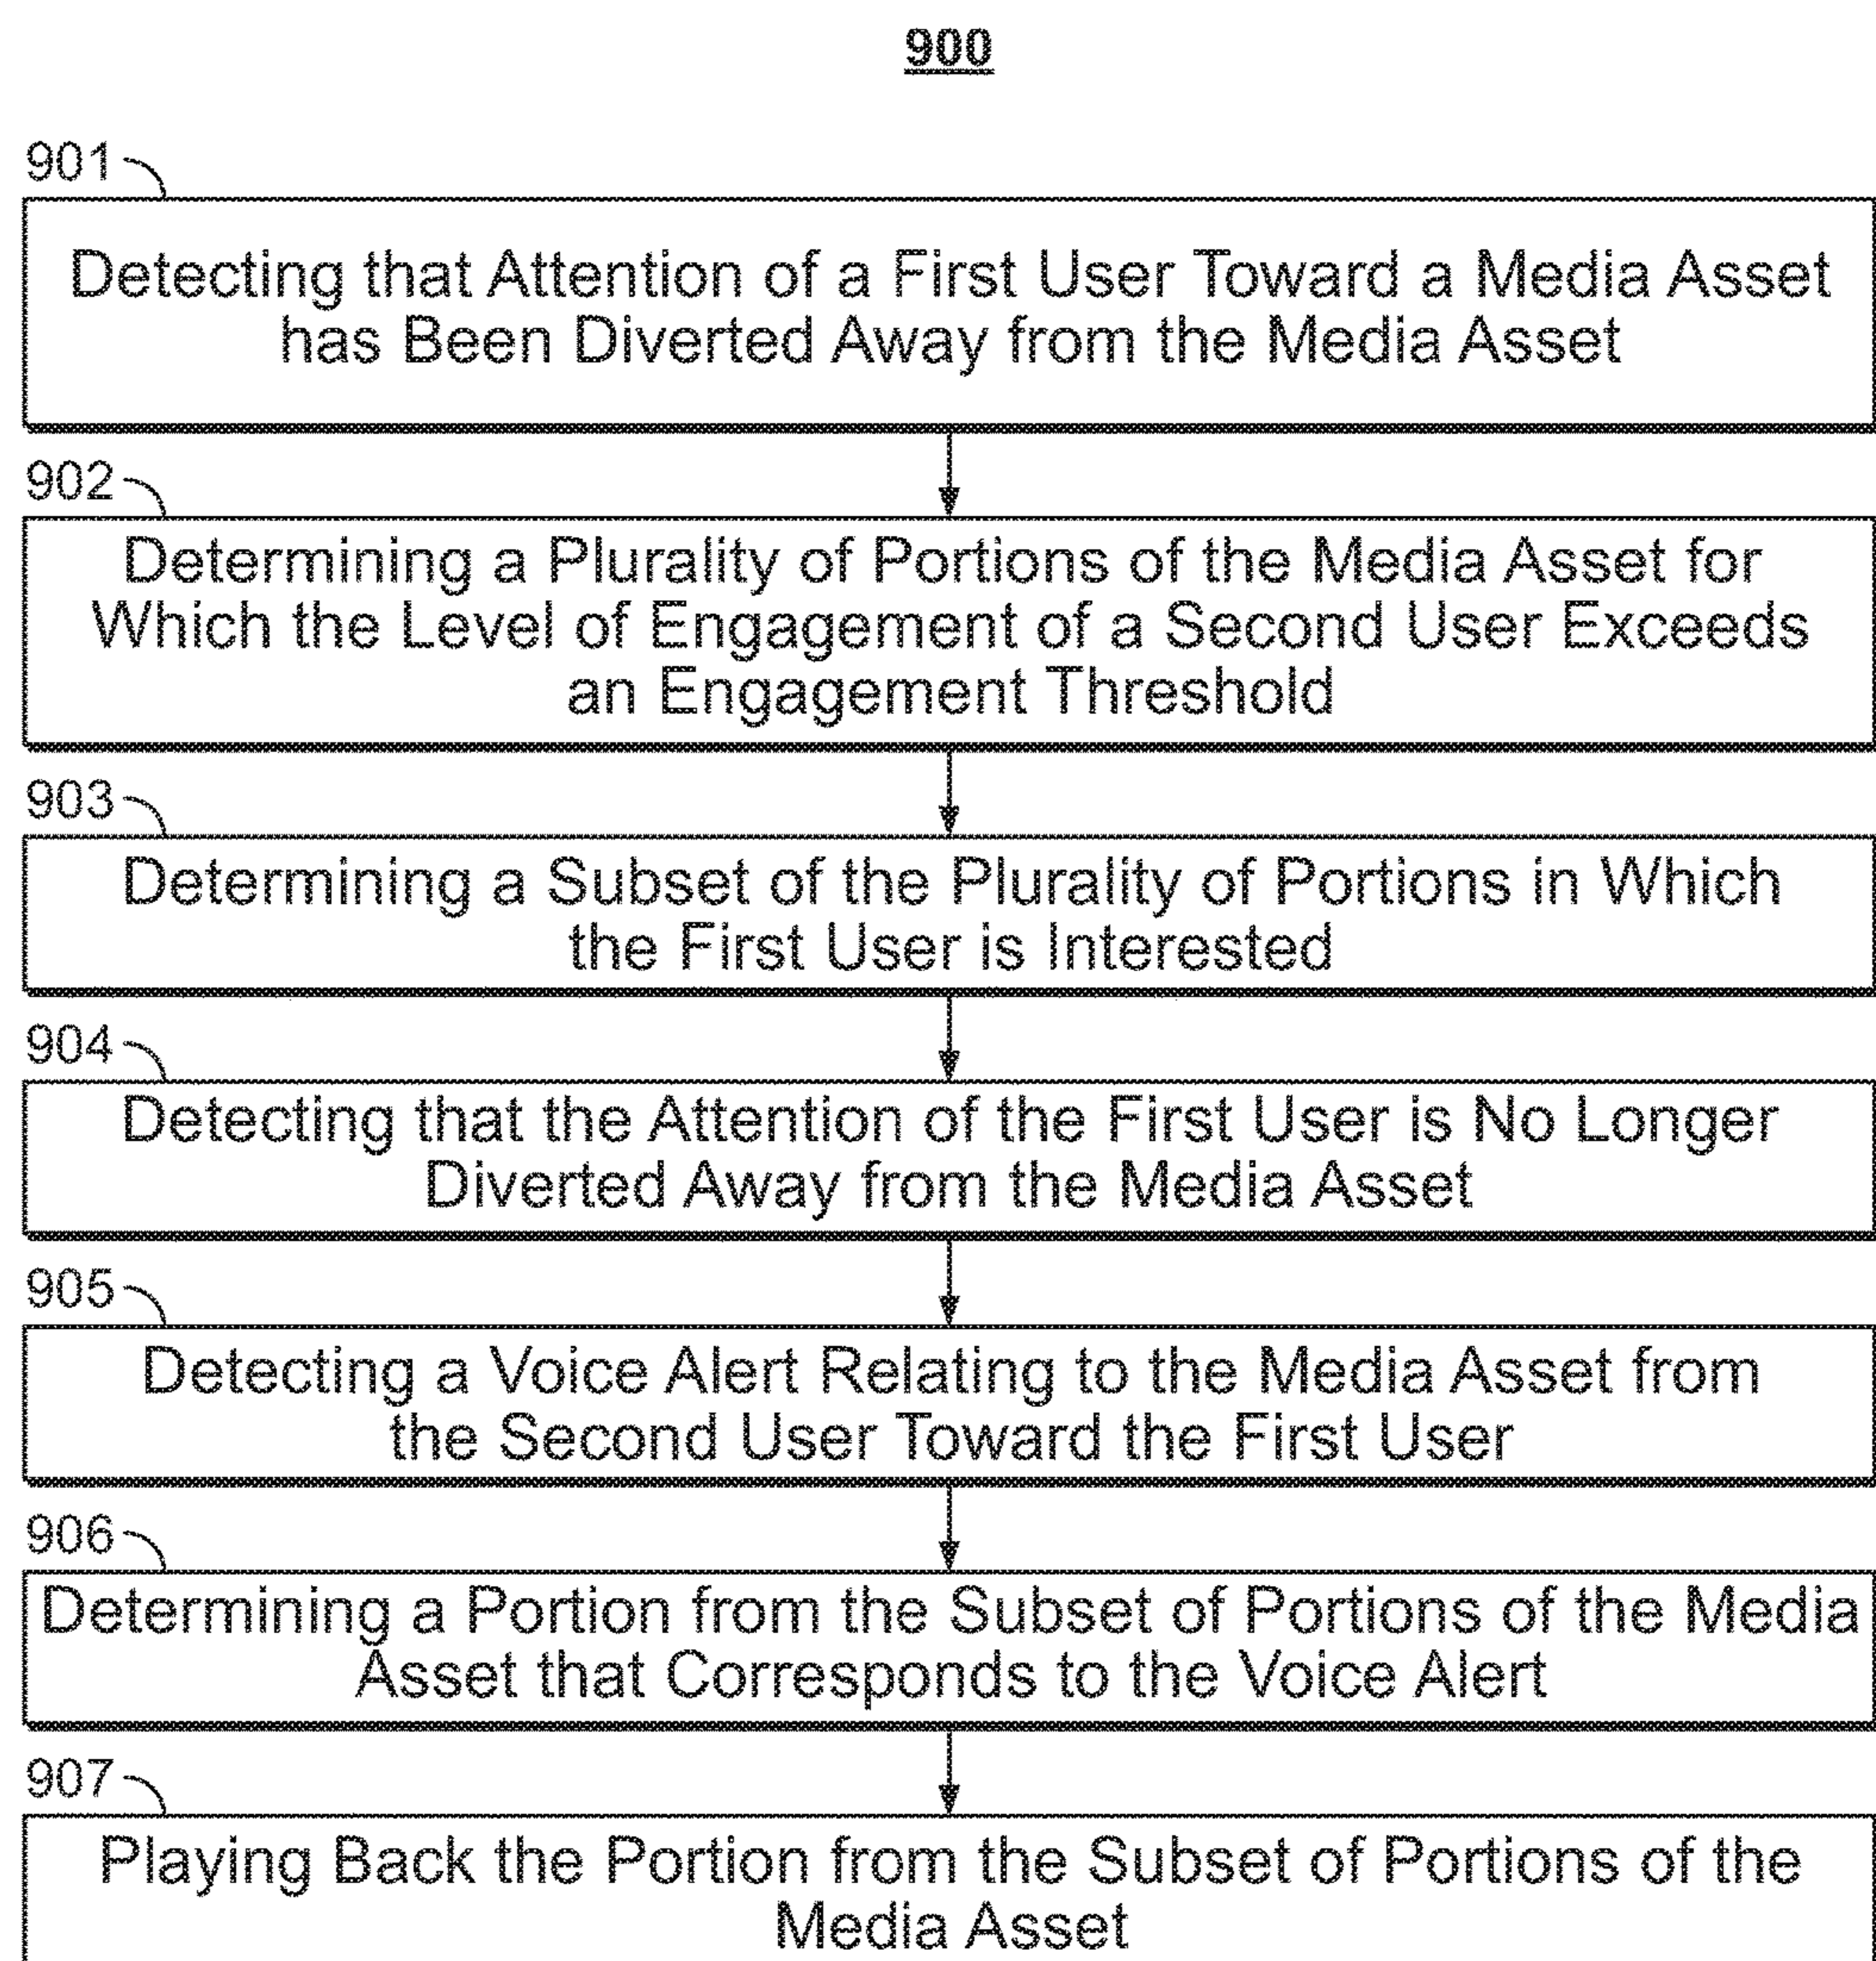 900
901
Detecting that Attention of a First User Toward a Media Asset
has Been Diverted Away from the Media Asset
902
Determining a Plurality of Portions of the Media Asset for
Which the Level of Engagement of a Second User Exceeds
an Engagement Threshold
903
Determining a Subset of the Plurality of Portions in Which
the First User is Interested
904
Detecting that the Attention of the First User is No Longer
Diverted Away from the Media Asset
905
Detecting a Voice Alert Relating to the Media Asset from
the Second User Toward the First User
906
Determining a Portion from the Subset of Portions of the Media
Asset that Corresponds to the Voice Alert
907
Playing Back the Portion from the Subset of Portions of the
Media Asset